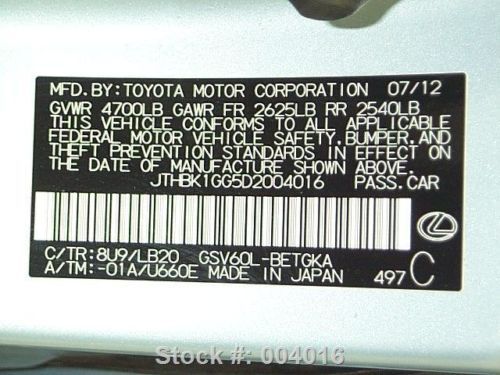 MFD.BY:TOYOTA MOTOR CORPORATION 07/12
GVWR 4700LB GAWR FR 2625LB RR 2540LB
THIS VEHICLE CONFORMS TO ALL APPLICABLE
FEDERAL MOTOR VEHICLE SAFETY,BUMPER,AND
THEFT PREVENTION STANDARDS IN EFFECT ON
THE DATE OF MANUFACTURE SHOWN ABOVE.
JTHBK1GG5D2004016 PASS.CAR
C/TR:8U9/LB20 GSV60L-BETGKA
A/TM:-01A/U660E MADE IN JAPAN 497 C
Stock #: 004016